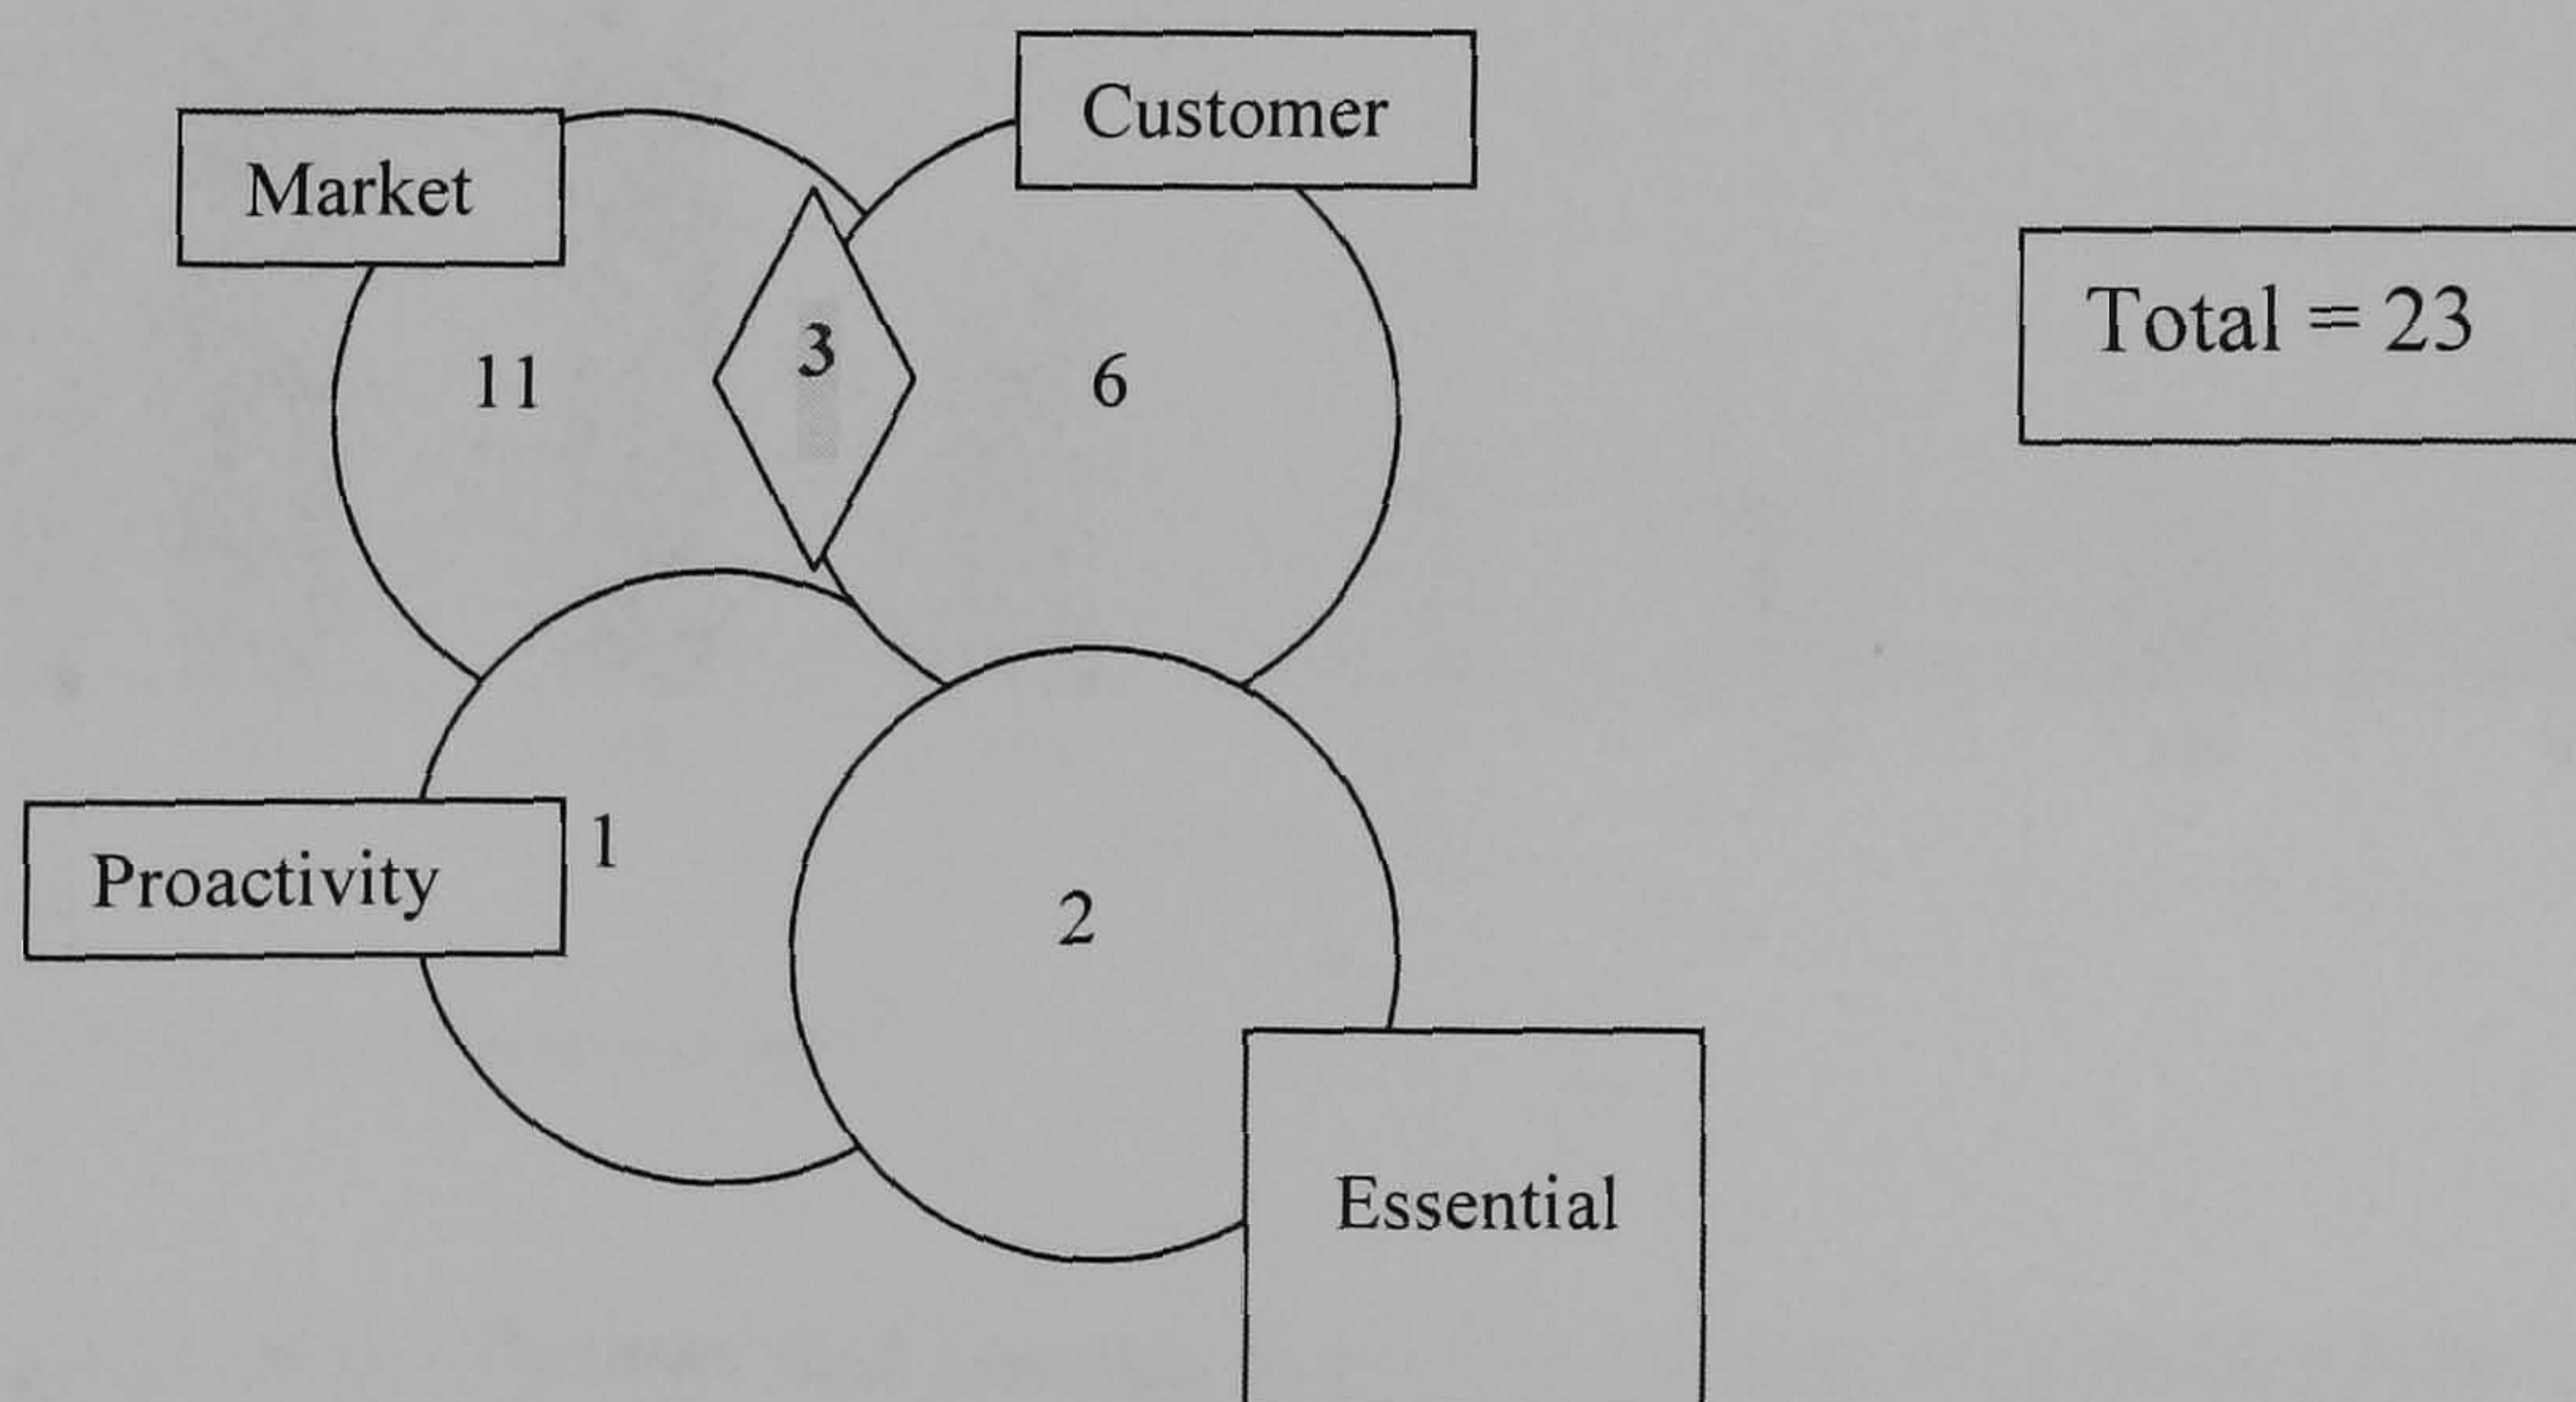 Customer
Market
Total = 23
3
11
6
Proactivity
1
2
Essential